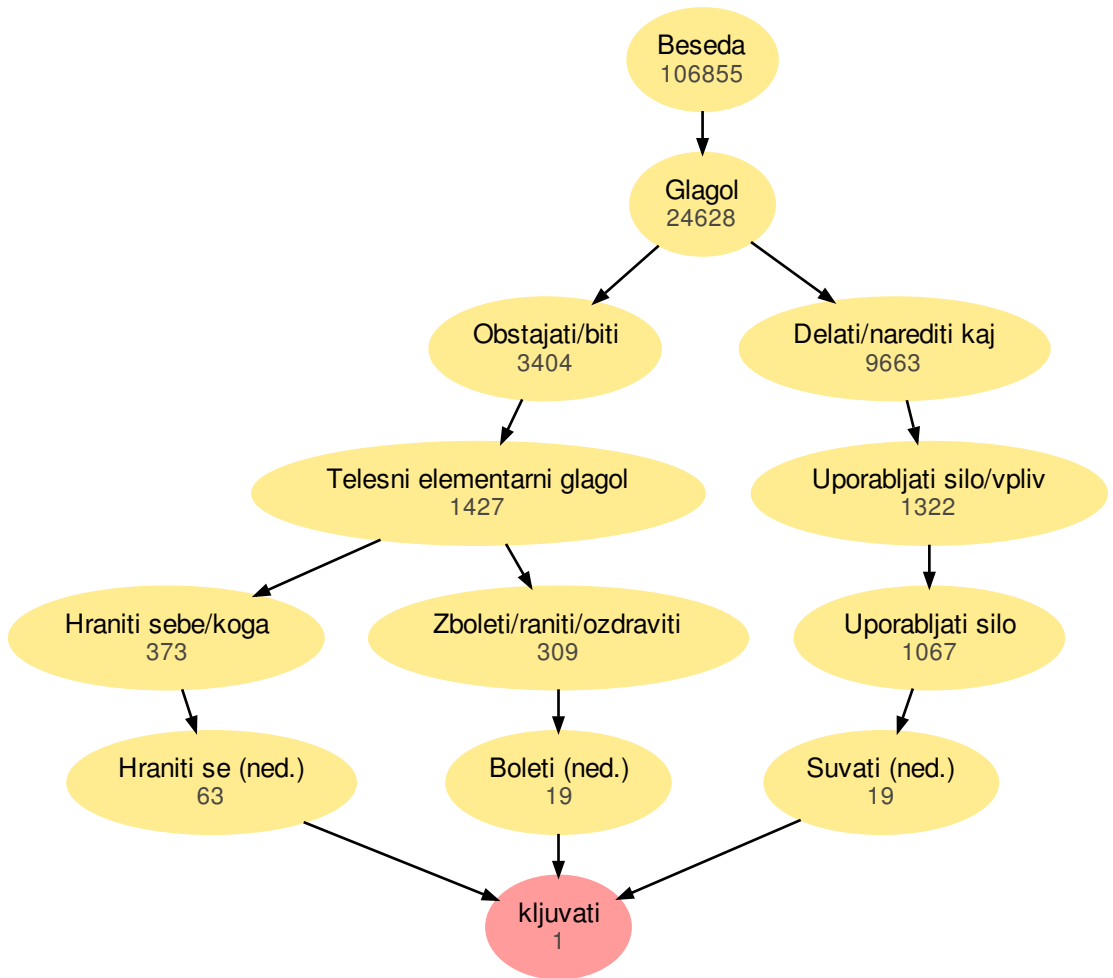 Beseda
106855
Glagol
24628
Obstajati/biti
3404
Delati/narediti kaj
9663
Telesni elementarni glagol
1427
Uporabljati silo/vpliv
1322
Hraniti sebe/koga
373
Zboleti/raniti/ozdraviti
309
Uporabljati silo
1067
Hraniti se (ned.)
63
Boleti (ned.)
19
Suvati (ned.)
19
kljuvati
1